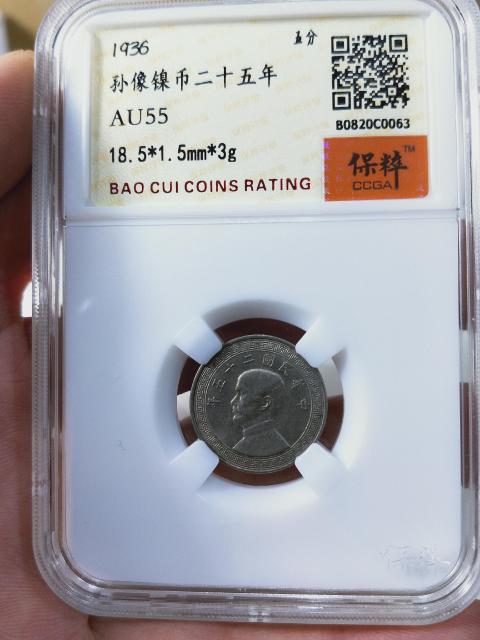 1936
五分
孙像镍币二十五年
AU55
18.5*1.5mm*3g
BAO CUI COINS RATING
B0820C0063
保粹 TM
CCGA
年五十二國民華中